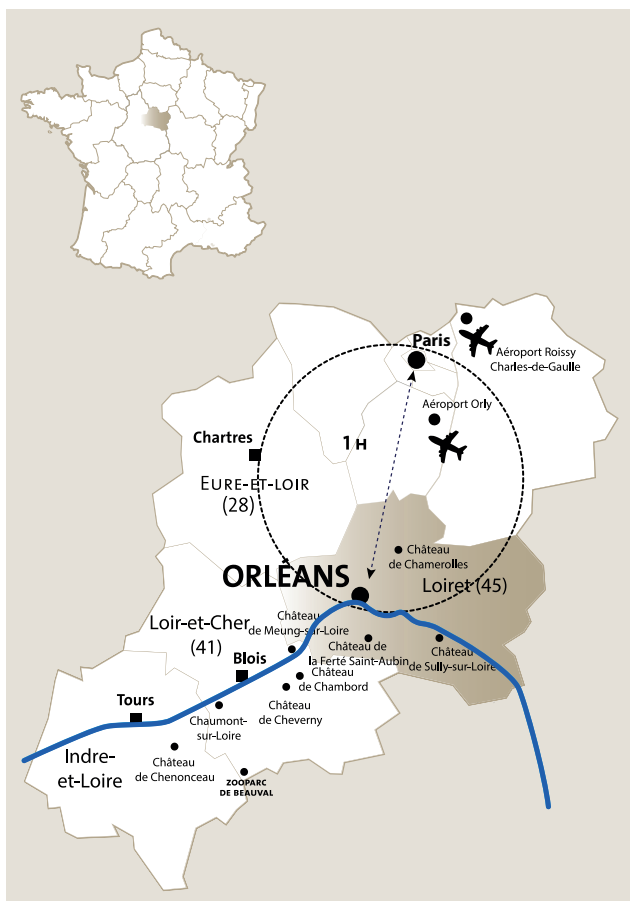 Paris
Aéroport Roissy
Charles-de-Gaulle
Aéroport Orly
Chartres
1 H
EURE-ET-LOIR
(28)
Château
de Chamerolles
ORLÉANS
Loiret (45)
Loir-et-Cher
(41)
Château
de Meung-sur-Loire
Château de
la Ferté Saint-Aubin
Château
de Sully-sur-Loire
Blois
Château
de Chambord
Tours
Château
de Cheverny
Chaumont-
sur-Loire
Indre-
et-Loire
Château
de Chenonceau
ZOOPARC
DE BEAUVAL